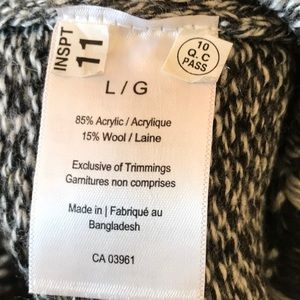 INSPT 11
10
Q.C
PASS
L / G
85% Acrylic / Acrylique
15% Wool / Laine
Exclusive of Trimmings
Garnitures non comprises
Made in | Fabriqué au
Bangladesh
CA 03961